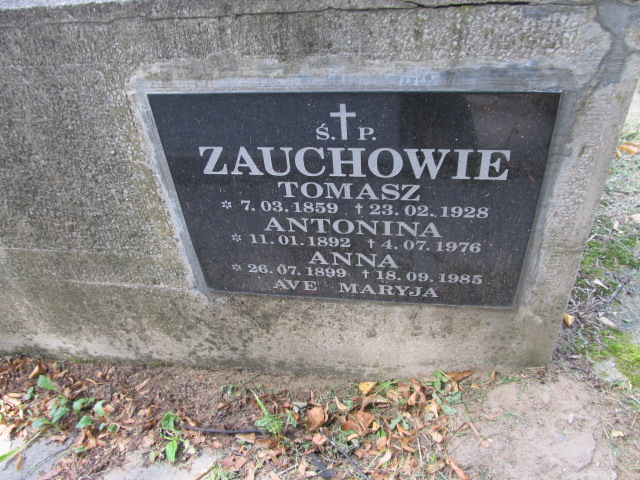 Ś. † P.
ZAUCHOWIE
TOMASZ
* 7. 03. 1859 † 23. 02. 1928
ANTONINA
* 11. 01. 1892 † 4. 07. 1976
ANNA
* 26. 07. 1899 † 18. 09. 1985
AVE MARYJA